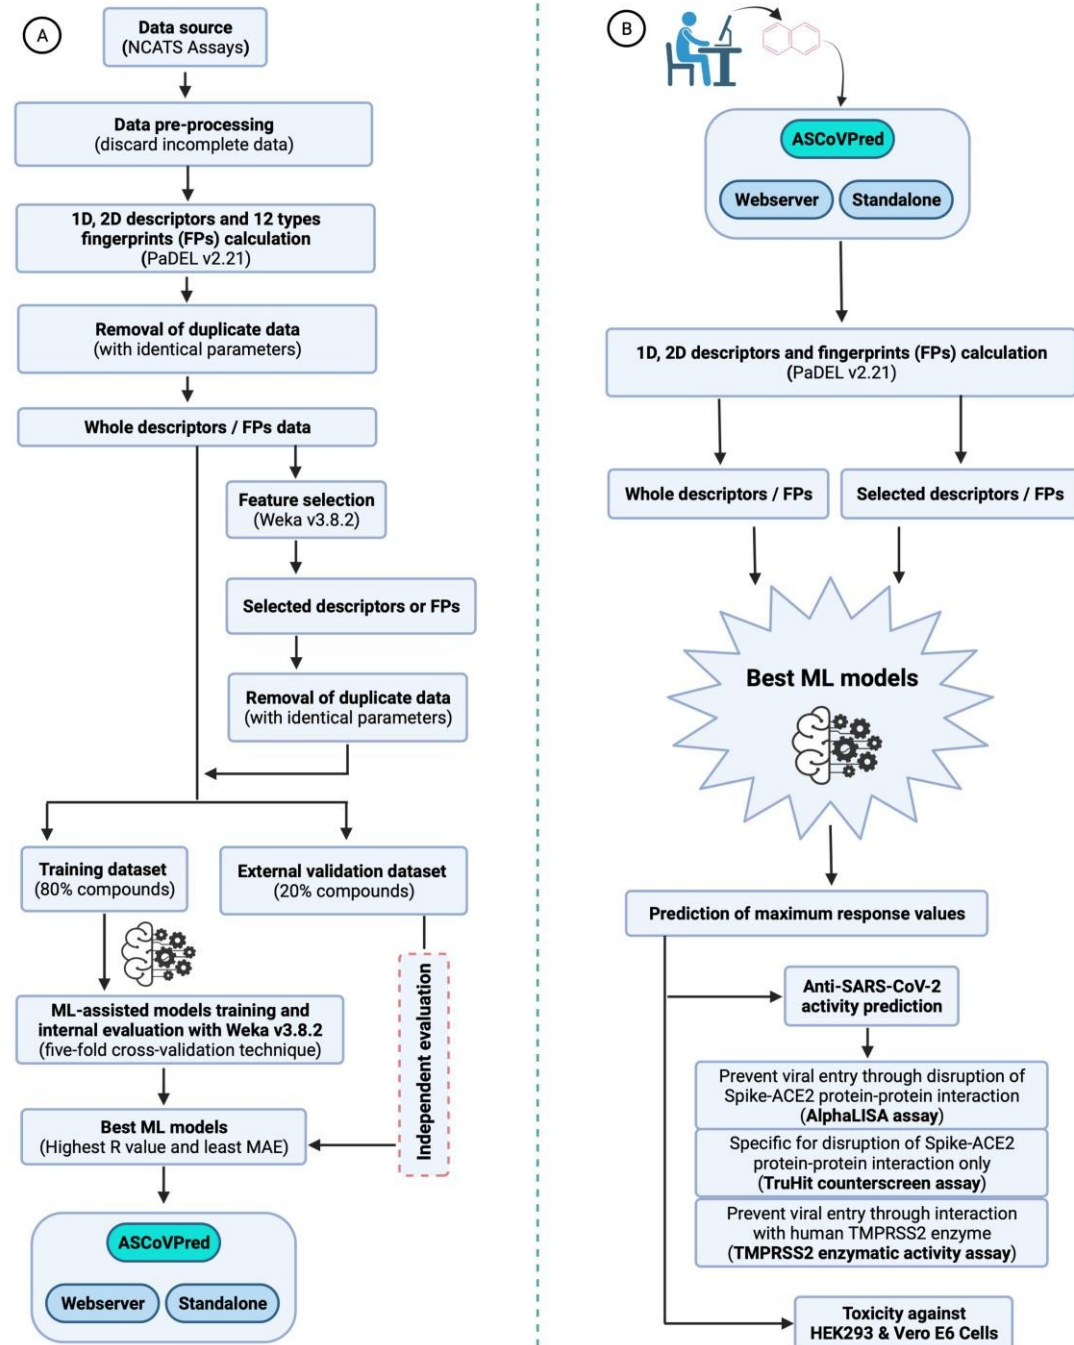 A
Data source
(NCATS Assays)
Data pre-processing
(discard incomplete data)
1D, 2D descriptors and 12 types
fingerprints (FPs) calculation
(PaDEL v2.21)
Removal of duplicate data
(with identical parameters)
Whole descriptors / FPs data
Feature selection
(Weka v3.8.2)
Selected descriptors or FPs
Removal of duplicate data
(with identical parameters)
Training dataset
(80% compounds)
External validation dataset
(20% compounds)
ML-assisted models training and
internal evaluation with Weka v3.8.2
(five-fold cross-validation technique)
Independent evaluation
Best ML models
(Highest R value and least MAE)
ASCoVPred
Webserver
Standalone
B
ASCoVPred
Webserver
Standalone
1D, 2D descriptors and fingerprints (FPs) calculation
(PaDEL v2.21)
Whole descriptors / FPs
Selected descriptors / FPs
Best ML models
Prediction of maximum response values
Anti-SARS-CoV-2
activity prediction
Prevent viral entry through disruption of
Spike-ACE2 protein-protein interaction
(AlphaLISA assay)
Specific for disruption of Spike-ACE2
protein-protein interaction only
(TruHit counterscreen assay)
Prevent viral entry through interaction
with human TMPRSS2 enzyme
(TMPRSS2 enzymatic activity assay)
Toxicity against
HEK293 & Vero E6 Cells